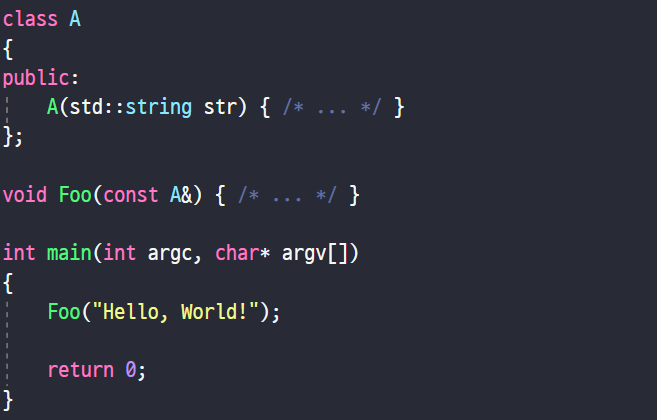 class A
{
public:
    A(std::string str) { /* ... */ }
};

void Foo(const A&) { /* ... */ }

int main(int argc, char* argv[])
{
    Foo("Hello, World!");

    return 0;
}